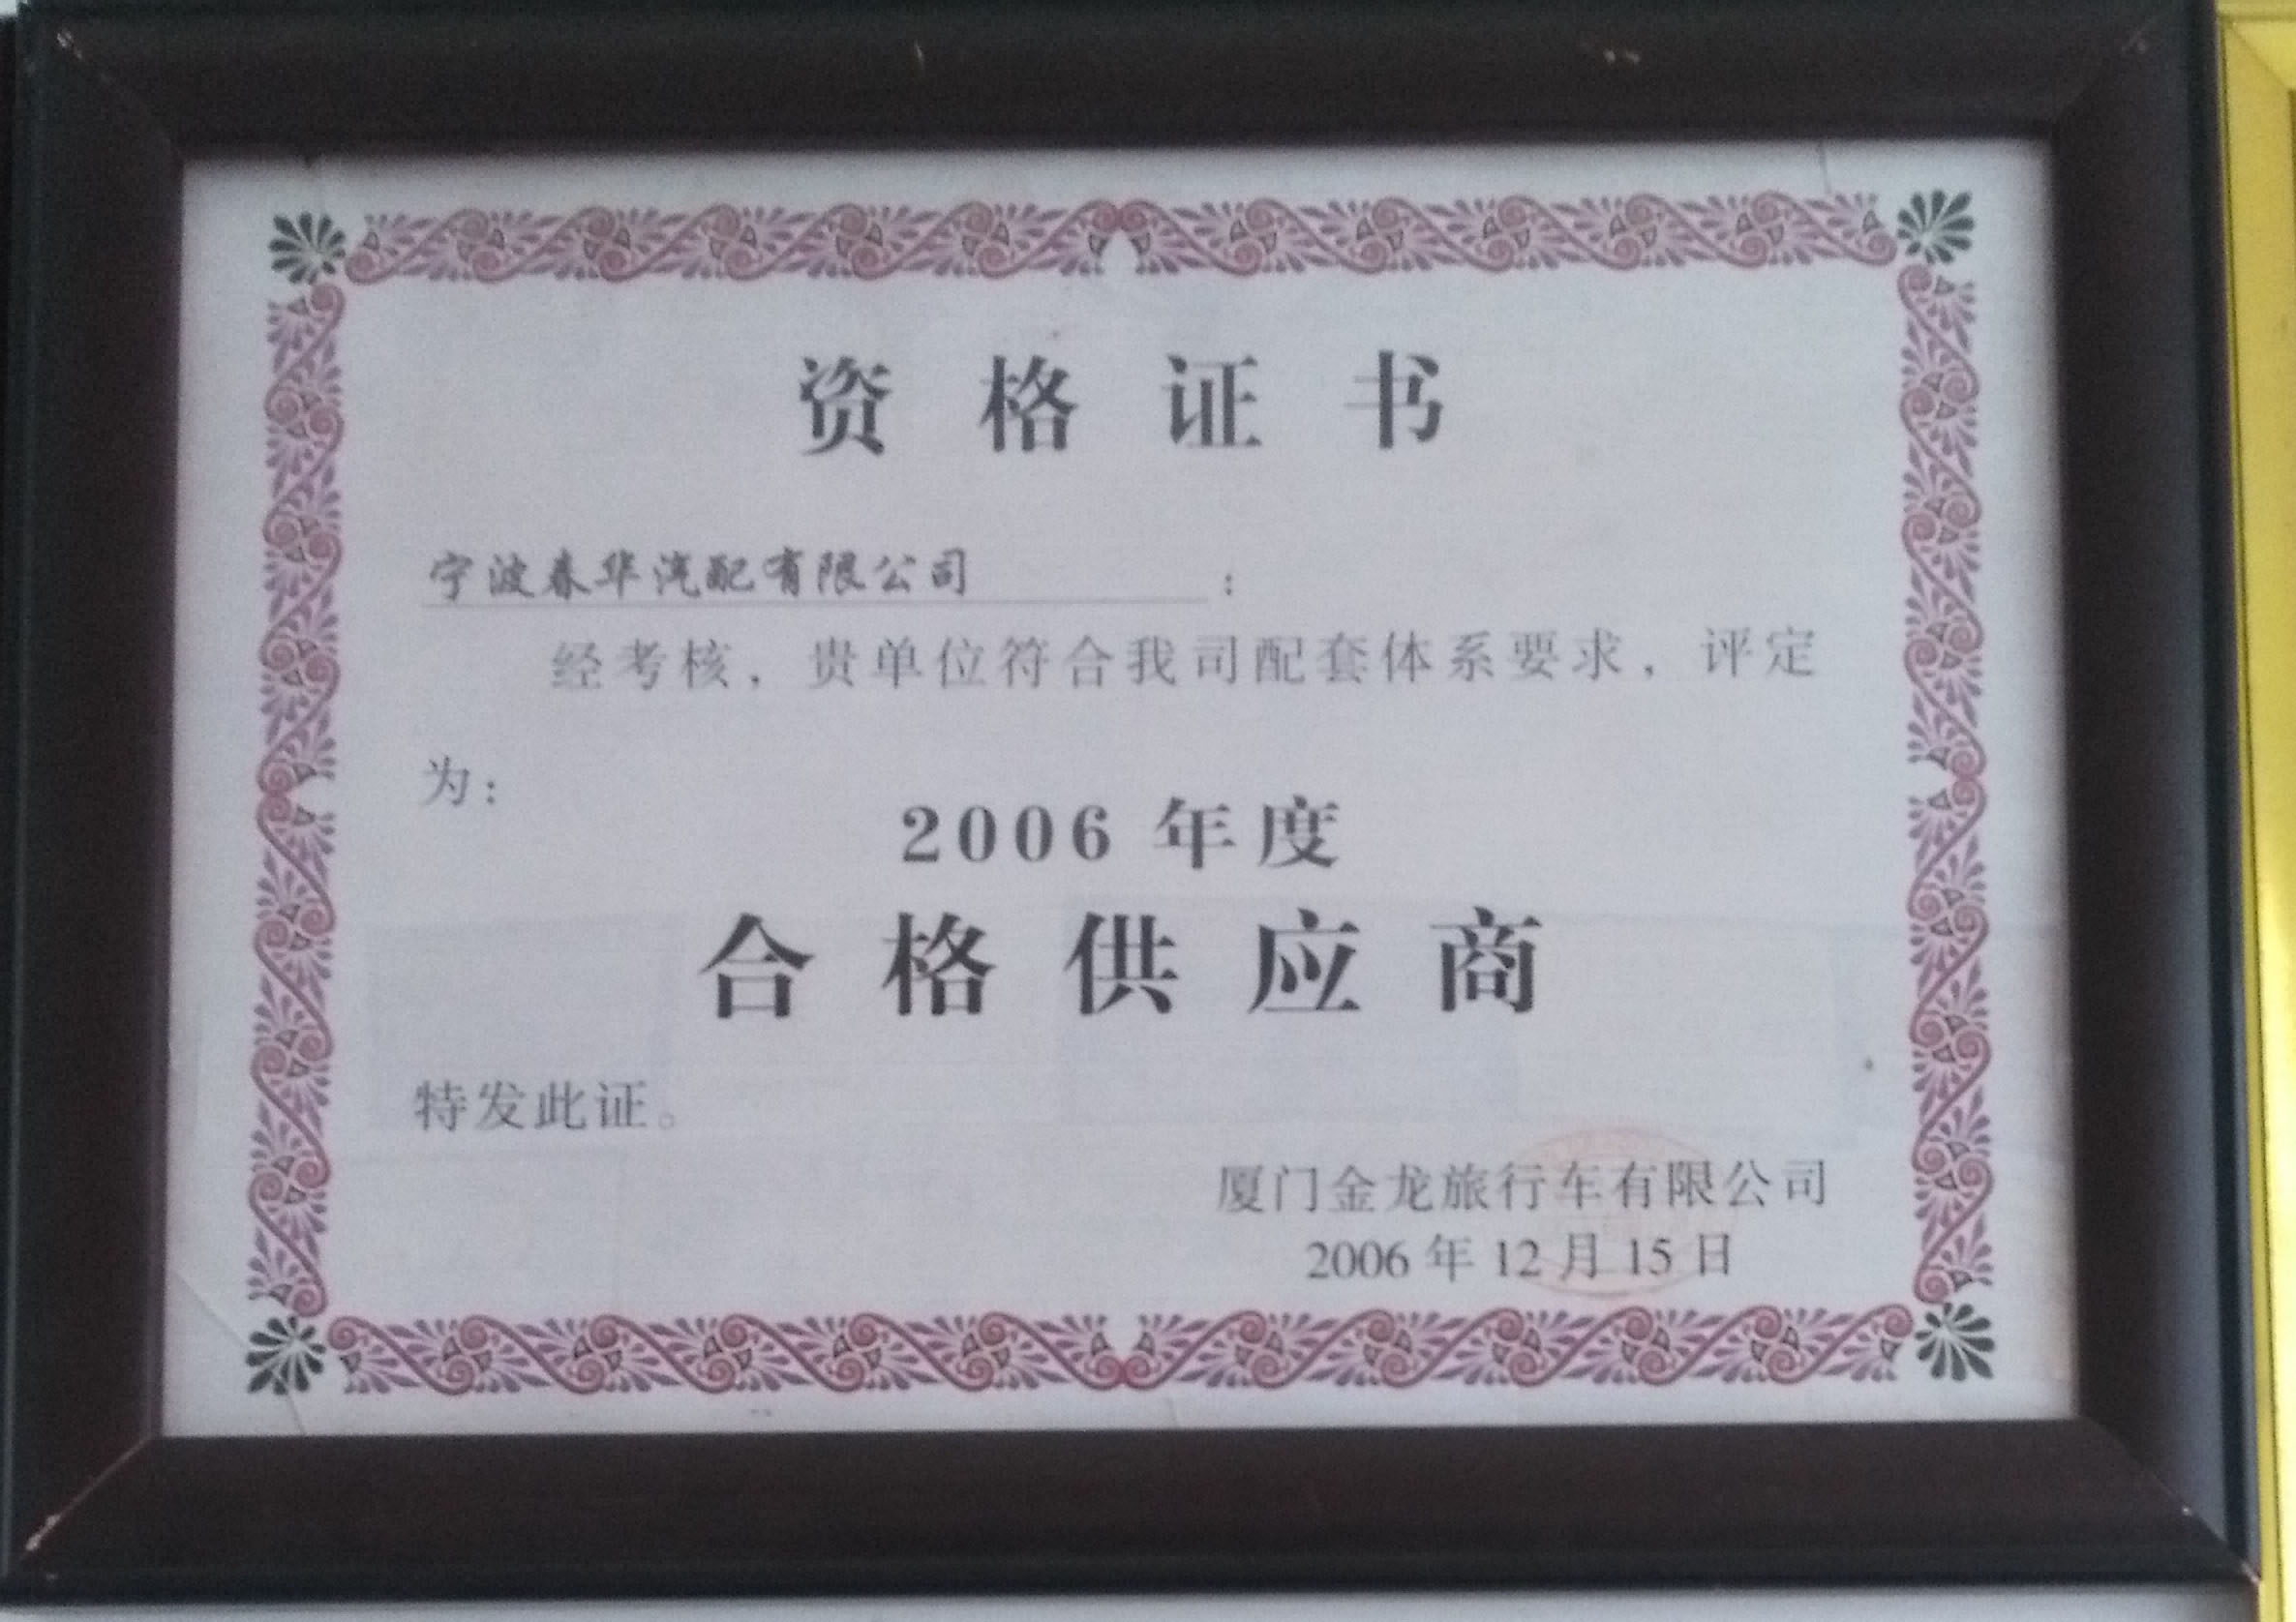 资格证书
宁波春华汽配有限公司：
经考核，贵单位符合我司配套体系要求，评定
为：
2006年度
合格供应商
特发此证。
厦门金龙旅行车有限公司
2006年12月15日